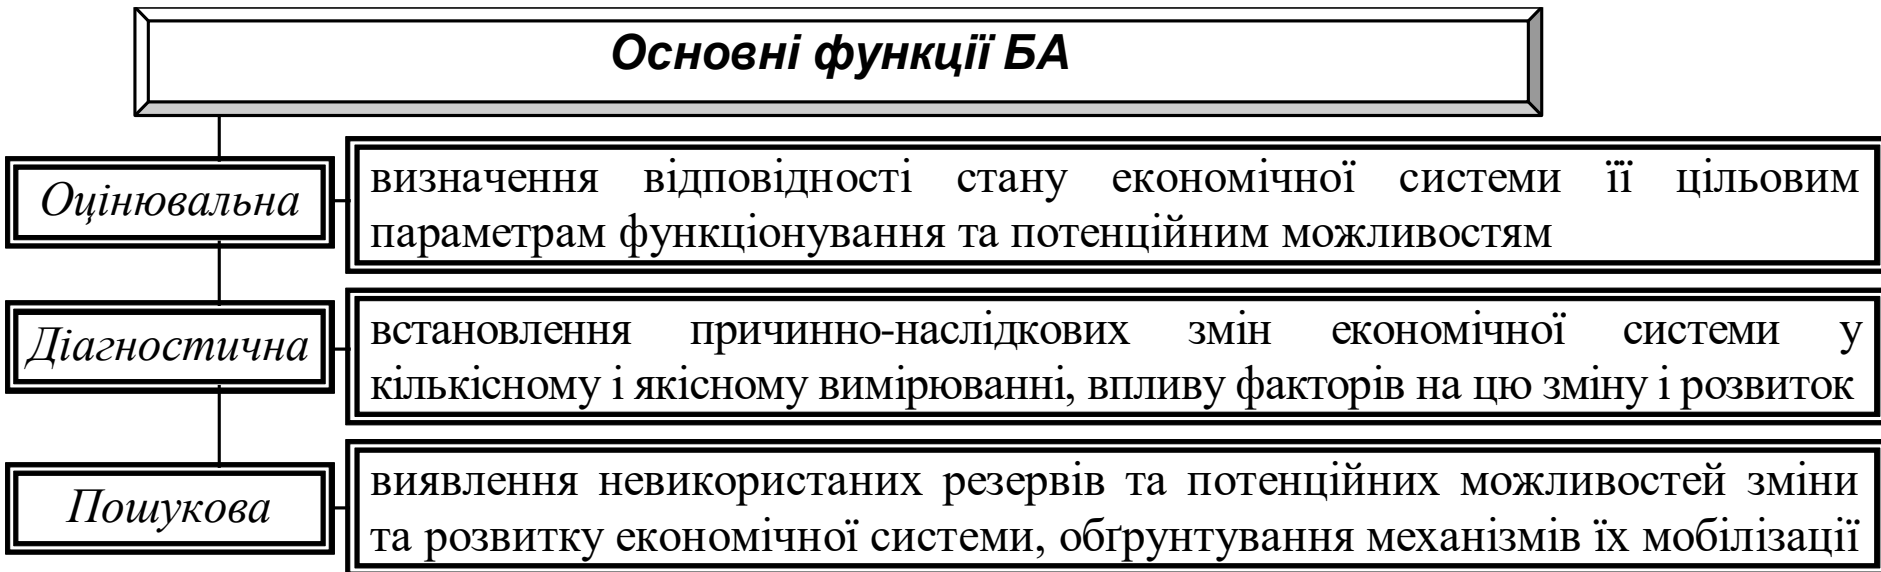 Основні функції БА
Оцінювальна
визначення відповідності стану економічної системи її цільовим
параметрам функціонування та потенційним можливостям
Діагностична
встановлення причинно-наслідкових змін економічної системи у
кількісному і якісному вимірюванні, впливу факторів на цю зміну і розвиток
Пошукова
виявлення невикористаних резервів та потенційних можливостей зміни
та розвитку економічної системи, обґрунтування механізмів їх мобілізації